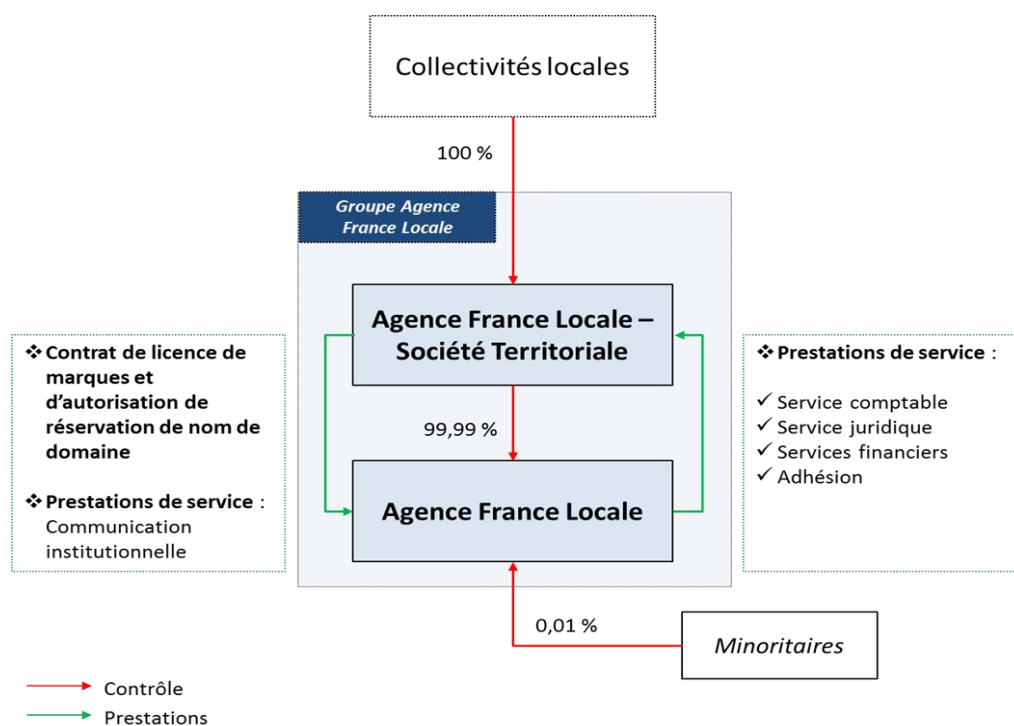 Collectivités locales
100 %
Groupe Agence
France Locale
Agence France Locale –
Société Territoriale
❖ Contrat de licence de
marques et
d’autorisation de
réservation de nom de
domaine
❖ Prestations de service :
Communication
institutionnelle
99,99 %
Agence France Locale
❖ Prestations de service :
✓ Service comptable
✓ Service juridique
✓ Services financiers
✓ Adhésion
0,01 %
Minoritaires
Contrôle
Prestations